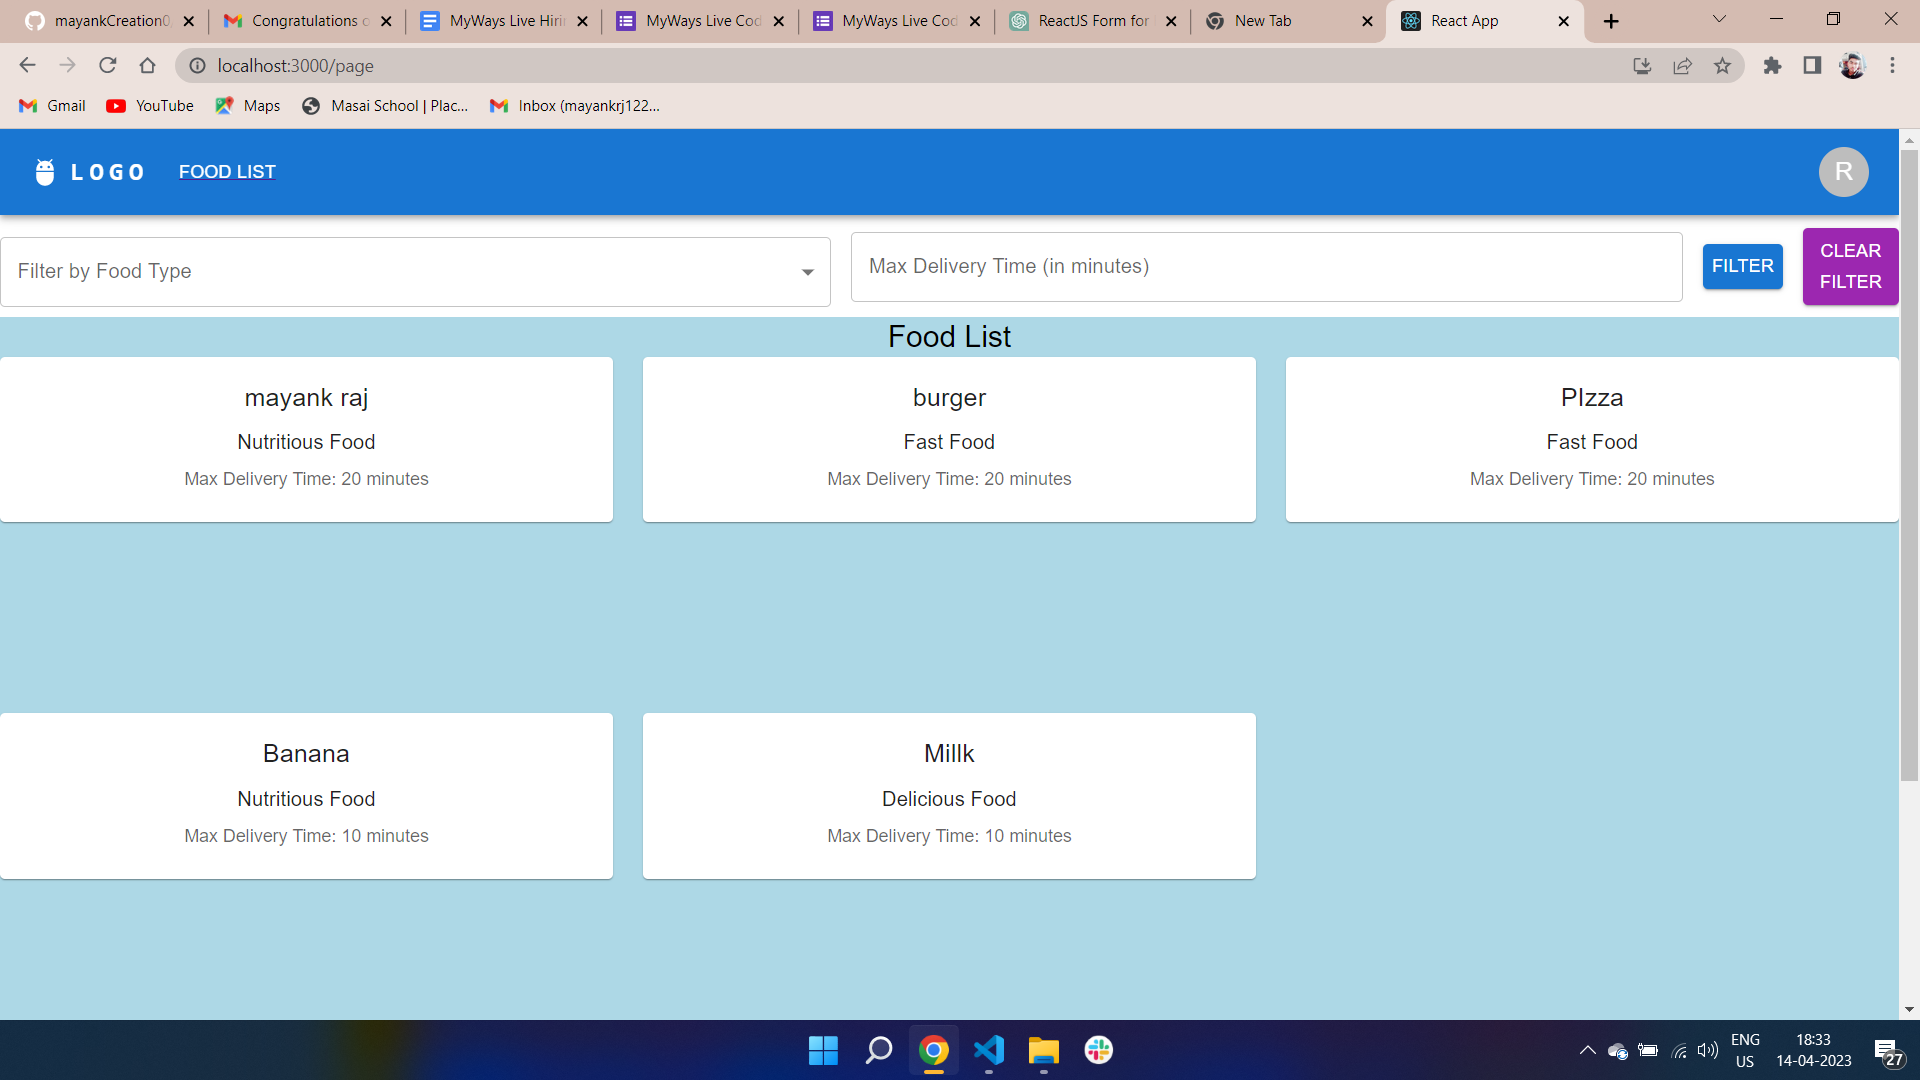 mayankCreation0
Congratulations o
MyWays Live Hiri
MyWays Live Cod
MyWays Live Cod
ReactJS Form for
New Tab
React App
localhost:3000/page
Gmail
YouTube
Maps
Masai School | Plac...
Inbox (mayankrj122...
LOGO
FOOD LIST
R
Filter by Food Type
Max Delivery Time (in minutes)
FILTER
CLEAR
FILTER
Food List
mayank raj
Nutritious Food
Max Delivery Time: 20 minutes
burger
Fast Food
Max Delivery Time: 20 minutes
PIzza
Fast Food
Max Delivery Time: 20 minutes
Banana
Nutritious Food
Max Delivery Time: 10 minutes
Millk
Delicious Food
Max Delivery Time: 10 minutes
ENG
US
18:33
14-04-2023
27